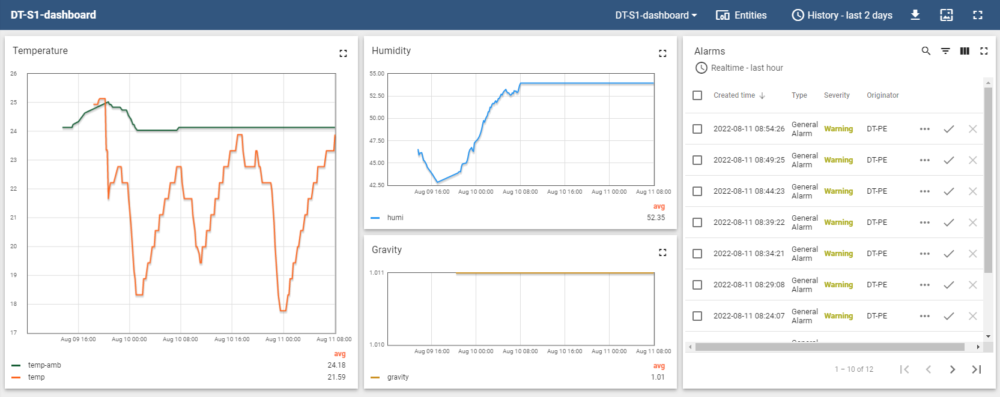 DT-S1-dashboard
DT-S1-dashboard Entities History - last 2 days
Temperature
26
25
24
23
22
21
20
19
18
17
Aug 09 16:00 Aug 10 00:00 Aug 10 08:00 Aug 10 16:00 Aug 11 00:00 Aug 11 08:00
avg
temp-amb 24.18
temp 21.59
Humidity
55.00
52.50
50.00
47.50
45.00
42.50
Aug 09 16:00 Aug 10 00:00 Aug 10 08:00 Aug 10 16:00 Aug 11 00:00 Aug 11 08:00
avg
humi 52.35
Gravity
1.011
1.010
Aug 09 16:00 Aug 10 00:00 Aug 10 08:00 Aug 10 16:00 Aug 11 00:00 Aug 11 08:00
avg
gravity 1.01
Alarms
Realtime - last hour
Created time Type Severity Originator
2022-08-11 08:54:26 General Alarm Warning DT-PE
2022-08-11 08:49:25 General Alarm Warning DT-PE
2022-08-11 08:44:23 General Alarm Warning DT-PE
2022-08-11 08:39:22 General Alarm Warning DT-PE
2022-08-11 08:34:21 General Alarm Warning DT-PE
2022-08-11 08:29:08 General Alarm Warning DT-PE
2022-08-11 08:24:07 General Alarm Warning DT-PE
1 – 10 of 12